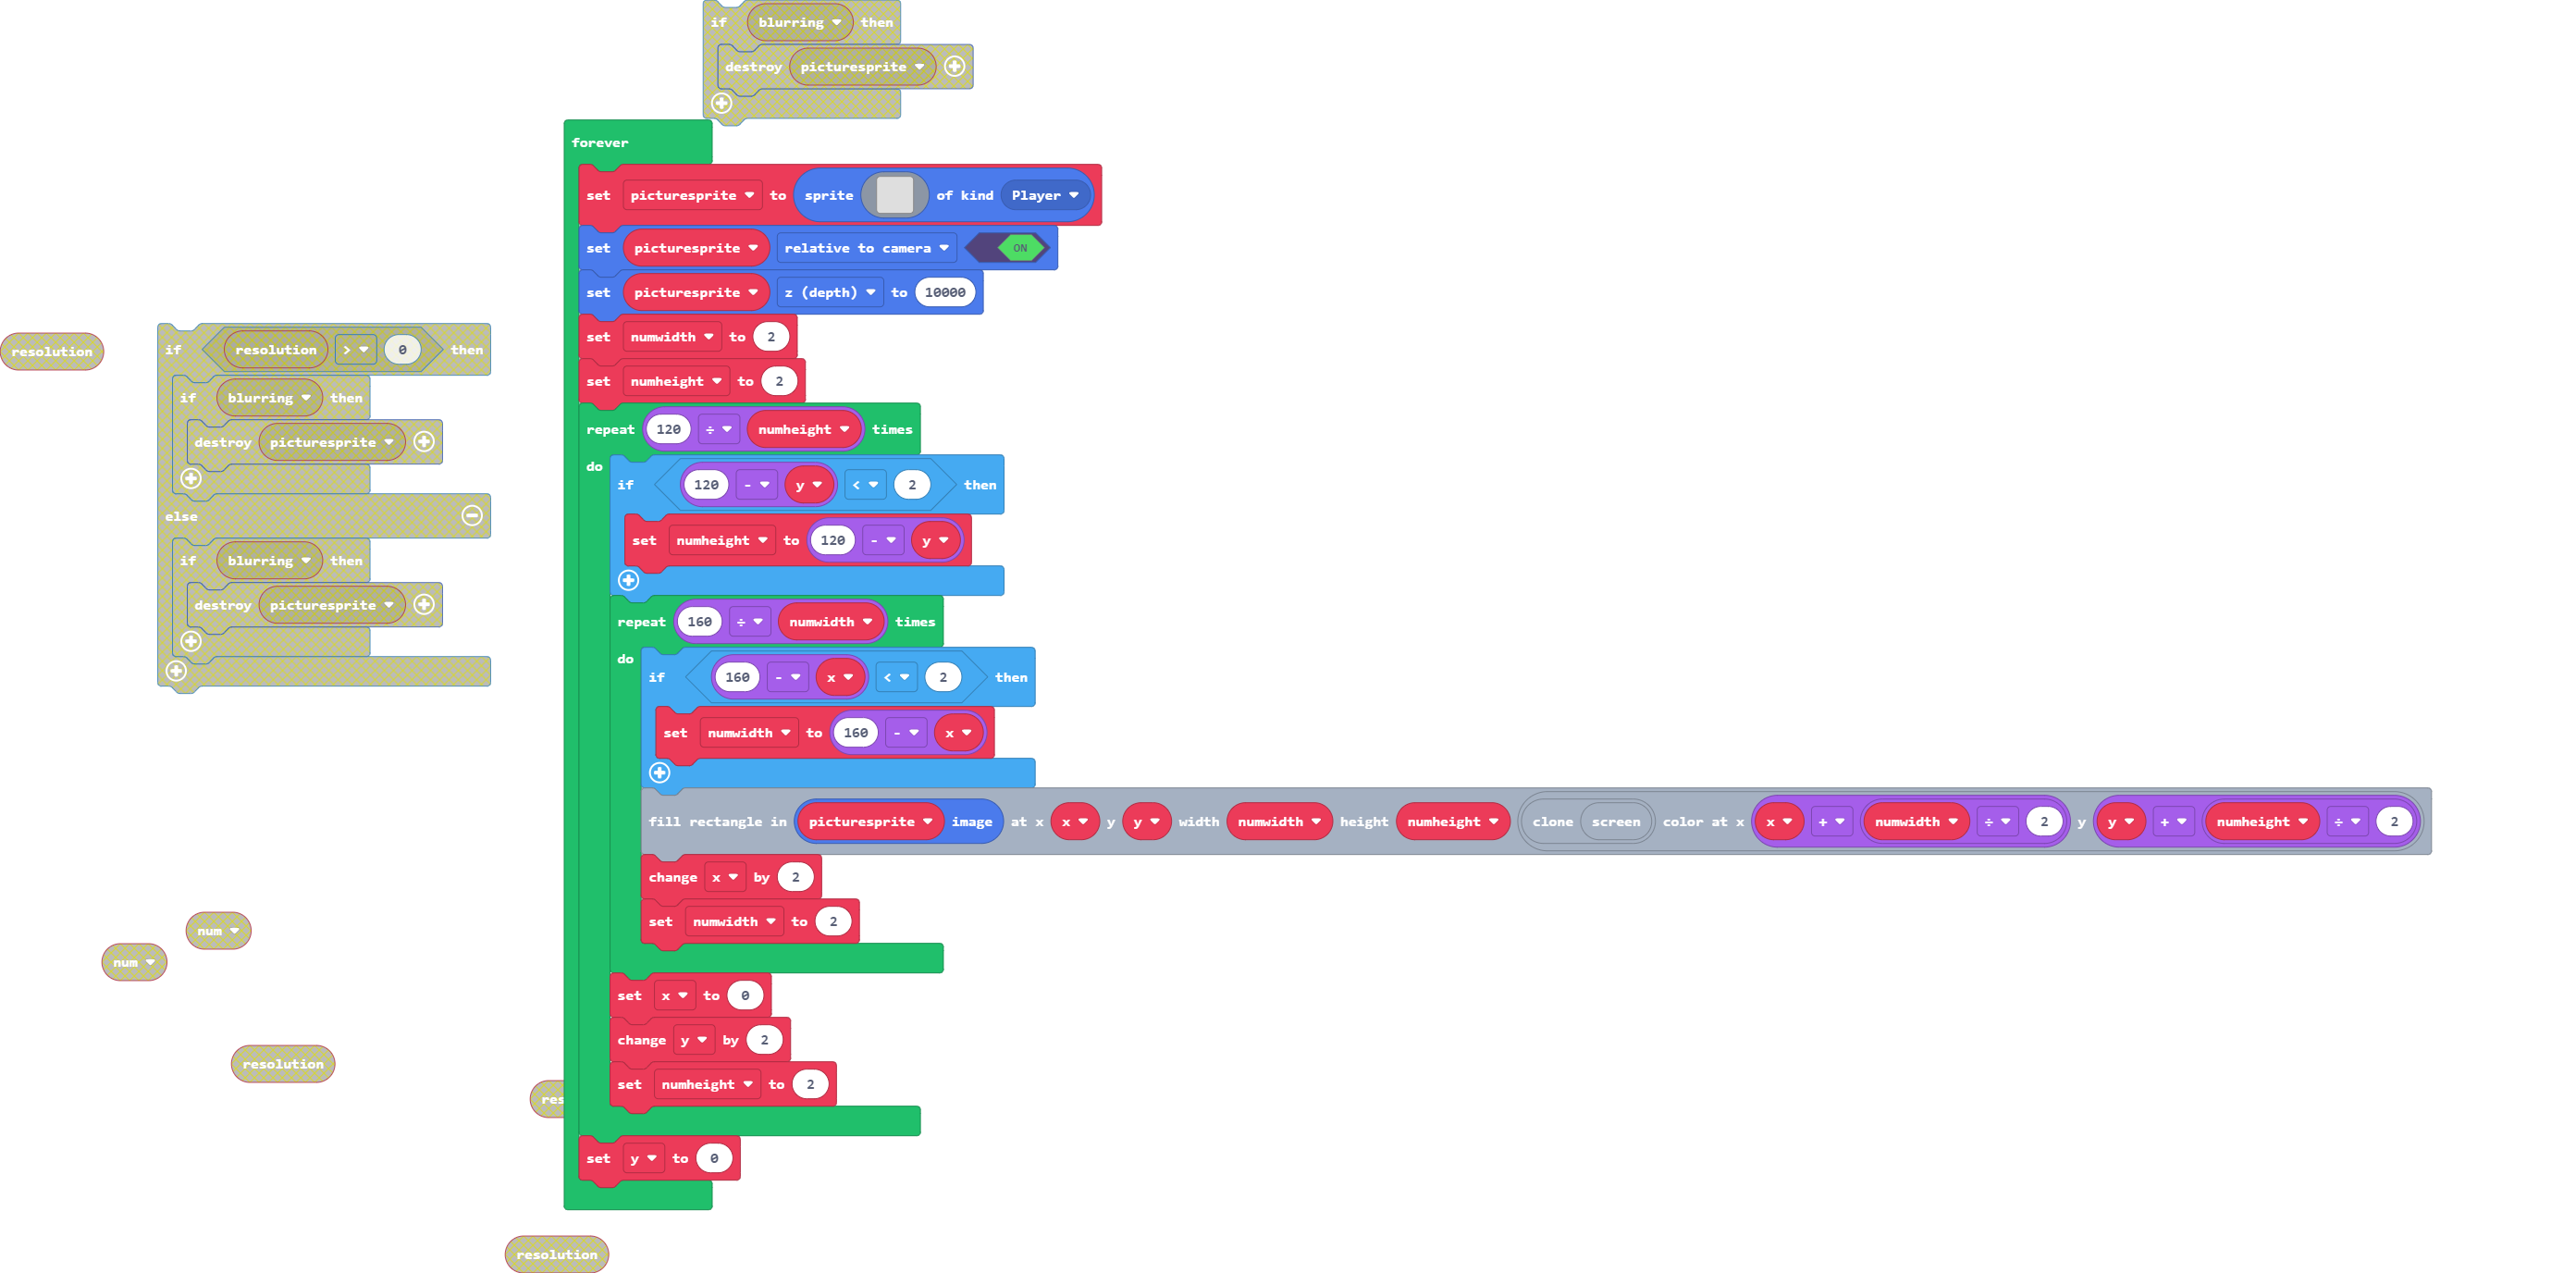 if blurring then
destroy picturesprite
forever
set picturesprite to sprite of kind Player
set picturesprite relative to camera ON
set picturesprite z (depth) to 10000
set numwidth to 2
resolution
if resolution > 0 then
set numheight to 2
if blurring then
repeat 120 ÷ numheight times
destroy picturesprite
do
if 120 - y < 2 then
else
set numheight to 120 - y
if blurring then
destroy picturesprite
repeat 160 ÷ numwidth times
do
if 160 - x < 2 then
set numwidth to 160 - x
fill rectangle in picturesprite image at x x y y width numwidth height numheight clone screen color at x x + numwidth ÷ 2 y y + numheight ÷ 2
change x by 2
set numwidth to 2
num
num
set x to 0
change y by 2
resolution
set numheight to 2
res
set y to 0
resolution